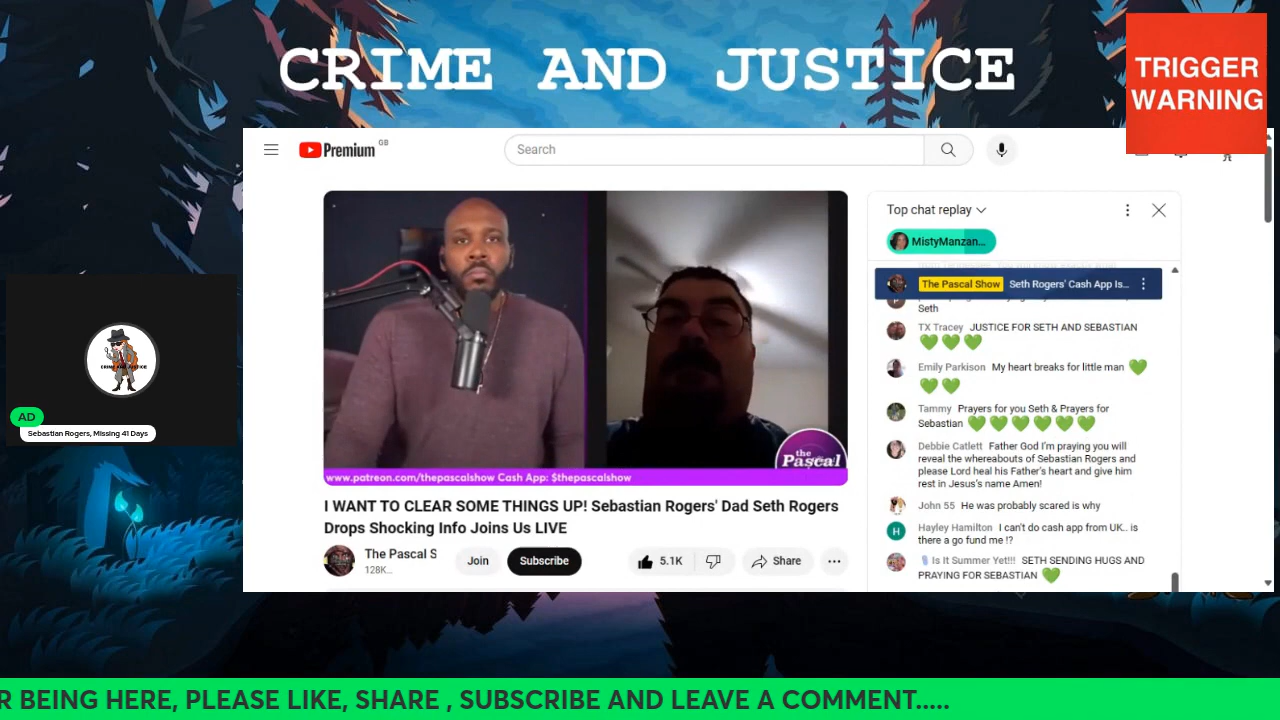 CRIME AND JUSTICE
TRIGGER
WARNING
Premium GB
Search
Top chat replay
MistyManzan...
The Pascal Show Seth Rogers' Cash App Is...
Seth
TX Tracey JUSTICE FOR SETH AND SEBASTIAN
Emily Parkison My heart breaks for little man
Tammy Prayers for you Seth & Prayers for
Sebastian
Debbie Catlett Father God I'm praying you will
reveal the whereabouts of Sebastian Rogers and
please Lord heal his Father's heart and give him
rest in Jesus's name Amen!
John 55 He was probably scared is why
H
Hayley Hamilton I can't do cash app from UK.. is
there a go fund me !?
Is It Summer Yet!!! SETH SENDING HUGS AND
PRAYING FOR SEBASTIAN
the
Pascal
www.patreon.com/thepascalshow Cash App: $thepascalshow
I WANT TO CLEAR SOME THINGS UP! Sebastian Rogers' Dad Seth Rogers
Drops Shocking Info Joins Us LIVE
The Pascal S
128K...
Join
Subscribe
5.1K
Share
CRIME AND JUSTICE
AD
Sebastian Rogers, Missing 41 Days
R BEING HERE, PLEASE LIKE, SHARE , SUBSCRIBE AND LEAVE A COMMENT.....